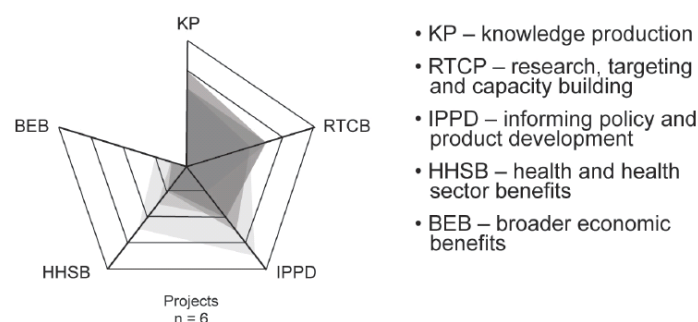 KP
RTCB
BEB
HHSB
IPPD
Projects
n = 6
• KP – knowledge production
• RTCP – research, targeting
and capacity building
• IPPD – informing policy and
product development
• HHSB – health and health
sector benefits
• BEB – broader economic
benefits